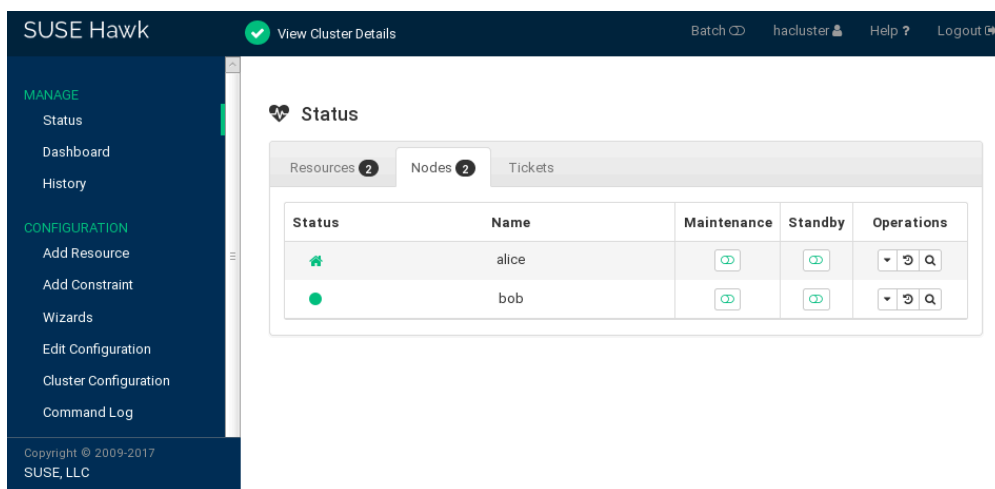 SUSE Hawk
View Cluster Details
Batch
hacluster
Help ?
Logout
MANAGE
Status
Dashboard
History
CONFIGURATION
Add Resource
Add Constraint
Wizards
Edit Configuration
Cluster Configuration
Command Log
Copyright © 2009-2017
SUSE, LLC
Status
Resources 2 Nodes 2 Tickets
Status Name Maintenance Standby Operations
alice
bob